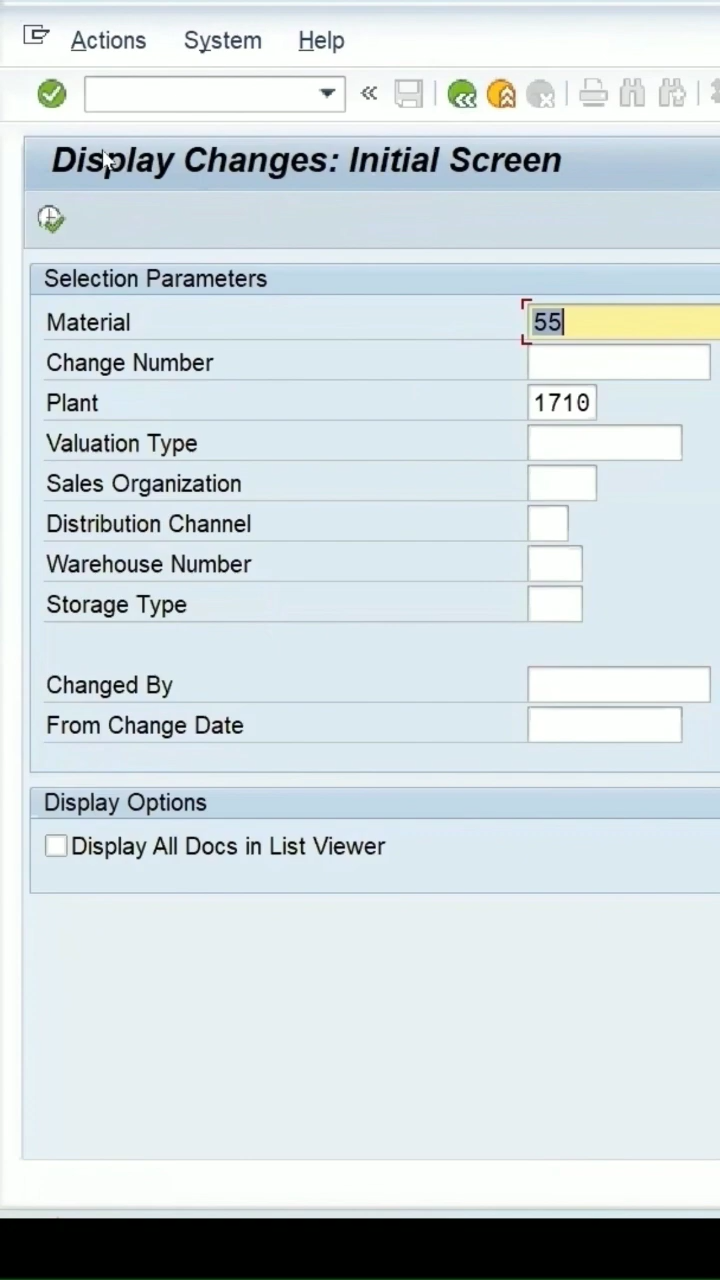 Actions System Help
Display Changes: Initial Screen
Selection Parameters
Material 55
Change Number
Plant 1710
Valuation Type
Sales Organization
Distribution Channel
Warehouse Number
Storage Type
Changed By
From Change Date
Display Options
Display All Docs in List Viewer